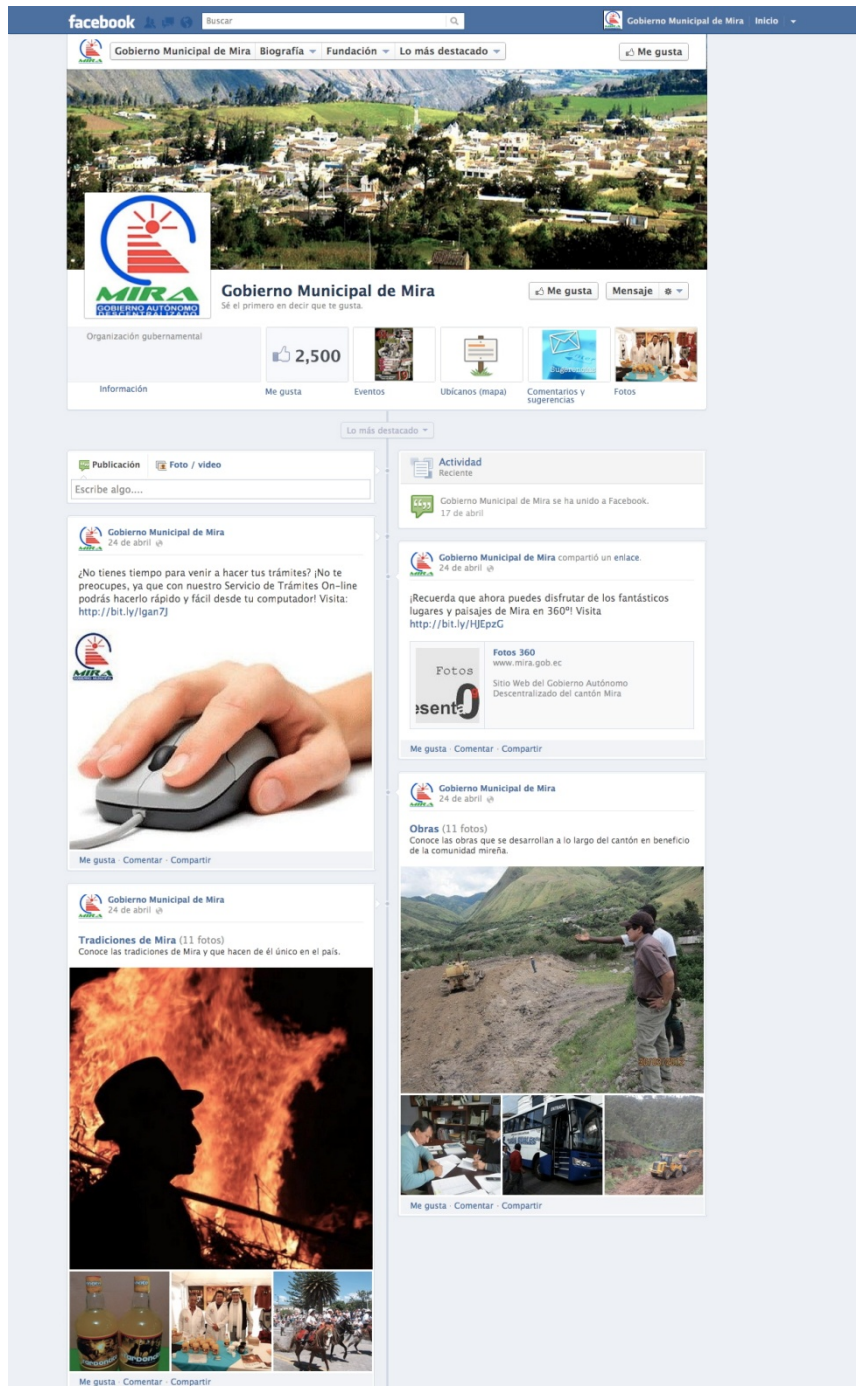 facebook
Buscar
Gobierno Municipal de Mira Inicio
Gobierno Municipal de Mira Biografía Fundación Lo más destacado
Me gusta
MIRA
GOBIERNO AUTÓNOMO
DESCENTRALIZADO
Gobierno Municipal de Mira
Sé el primero en decir que te gusta.
Me gusta Mensaje
Organización gubernamental
Información
2,500
Me gusta
Eventos
Ubícanos (mapa)
Sugerencias
Comentarios y
sugerencias
Fotos
Lo más destacado
Publicación Foto / video
Escribe algo....
Gobierno Municipal de Mira
24 de abril
¿No tienes tiempo para venir a hacer tus trámites? ¡No te
preocupes, ya que con nuestro Servicio de Trámites On-line
podrás hacerlo rápido y fácil desde tu computador! Visita:
http://bit.ly/Igan7J
MIRA
Me gusta · Comentar · Compartir
Gobierno Municipal de Mira
24 de abril
Tradiciones de Mira (11 fotos)
Conoce las tradiciones de Mira y que hacen de él único en el país.
Me gusta · Comentar · Compartir
Actividad
Reciente
Gobierno Municipal de Mira se ha unido a Facebook.
17 de abril
Gobierno Municipal de Mira compartió un enlace.
24 de abril
¡Recuerda que ahora puedes disfrutar de los fantásticos
lugares y paisajes de Mira en 360º! Visita
http://bit.ly/HJEpzG
Fotos
esenta
Fotos 360
www.mira.gob.ec
Sitio Web del Gobierno Autónomo
Descentralizado del cantón Mira
Me gusta · Comentar · Compartir
Gobierno Municipal de Mira
24 de abril
Obras (11 fotos)
Conoce las obras que se desarrollan a lo largo del cantón en beneficio
de la comunidad mireña.
Me gusta · Comentar · Compartir